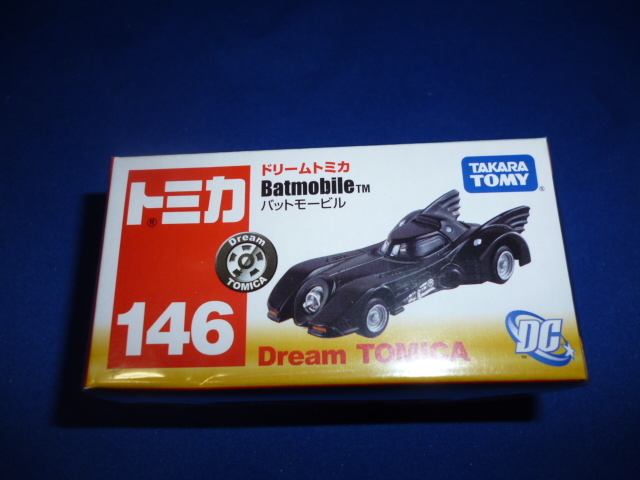 トミカ
®
146
ドリームトミカ
Batmobile™
バットモービル
Dream
TOMICA
Dream TOMICA
TAKARA
TOMY
®
DC
™